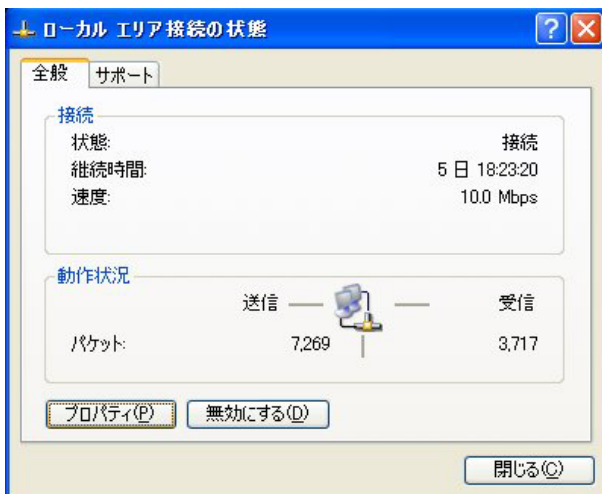 ローカル エリア接続の状態
全般 サポート
接続
状態: 接続
継続時間: 5 日 18:23:20
速度: 10.0 Mbps
動作状況
送信 受信
パケット: 7,269 3,717
プロパティ(P) 無効にする(D)
閉じる(C)